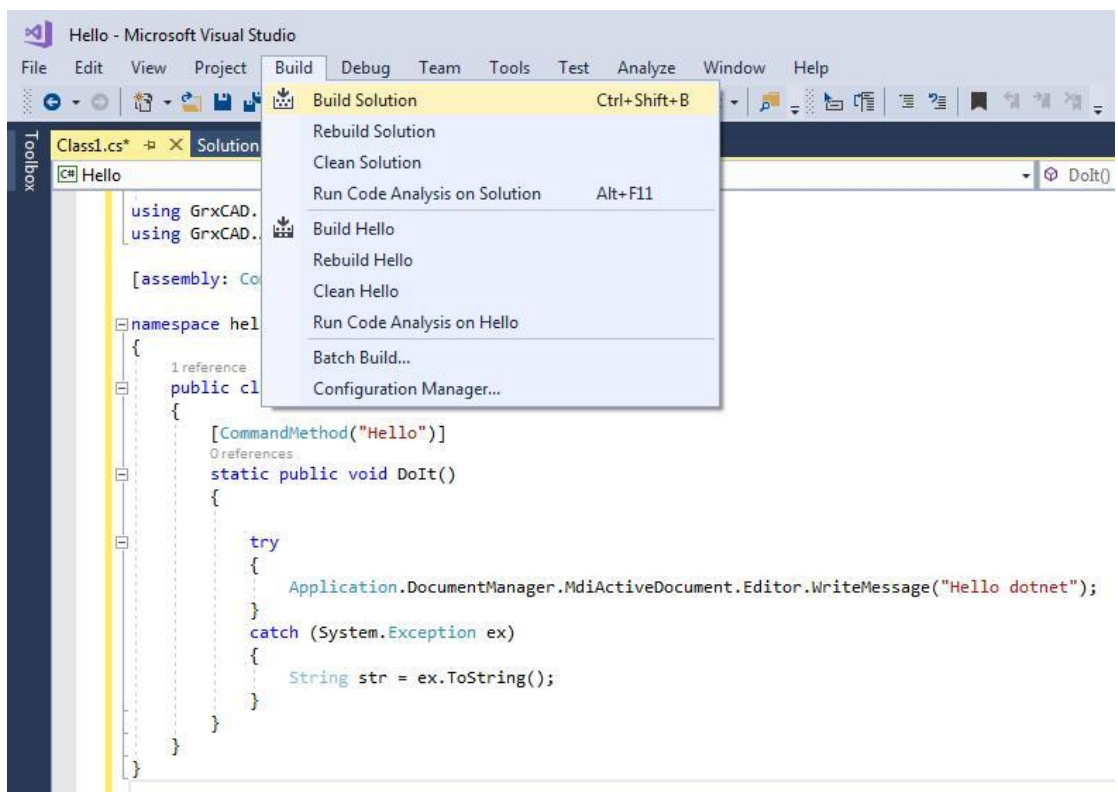 Hello - Microsoft Visual Studio
File Edit View Project Build Debug Team Tools Test Analyze Window Help
Build Solution Ctrl+Shift+B
Rebuild Solution
Class1.cs* Solution
Clean Solution
C# Hello
DoIt()
Run Code Analysis on Solution Alt+F11
Toolbox
using GrxCAD.
Build Hello
using GrxCAD.
Rebuild Hello
[assembly: Co
Clean Hello
namespace hel
Run Code Analysis on Hello
{
Batch Build...
1 reference
public cl
Configuration Manager...
{
[CommandMethod("Hello")]
0 references
static public void DoIt()
{
try
{
Application.DocumentManager.MdiActiveDocument.Editor.WriteMessage("Hello dotnet");
}
catch (System.Exception ex)
{
String str = ex.ToString();
}
}
}
}